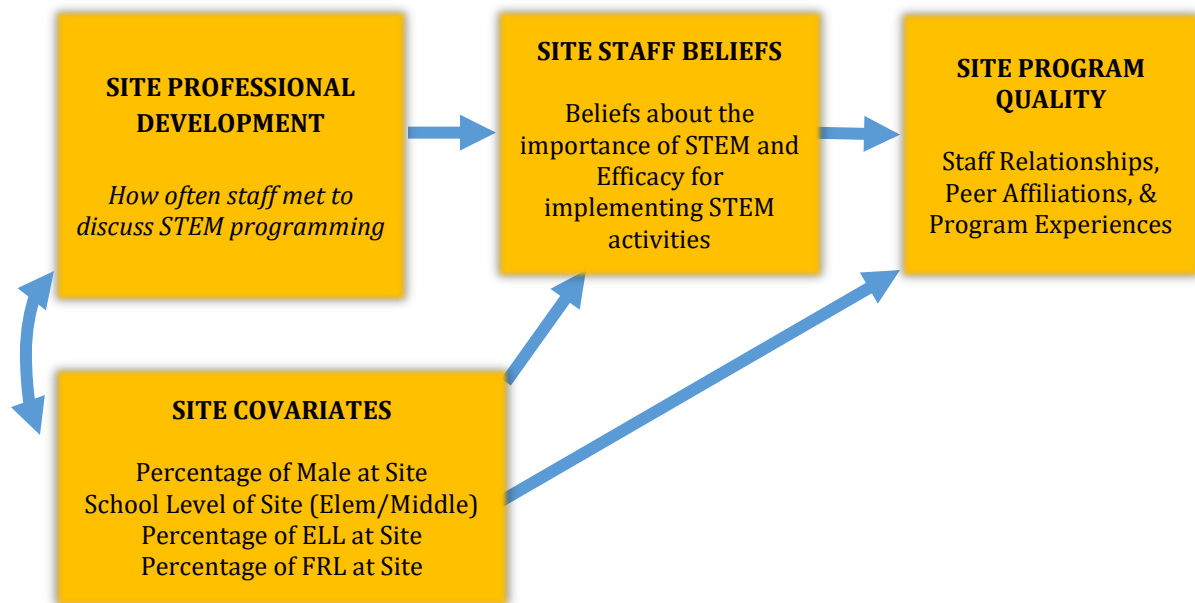 SITE PROFESSIONAL
DEVELOPMENT
How often staff met to
discuss STEM programming
SITE STAFF BELIEFS
Beliefs about the
importance of STEM and
Efficacy for
implementing STEM
activities
SITE PROGRAM
QUALITY
Staff Relationships,
Peer Affiliations, &
Program Experiences
SITE COVARIATES
Percentage of Male at Site
School Level of Site (Elem/Middle)
Percentage of ELL at Site
Percentage of FRL at Site